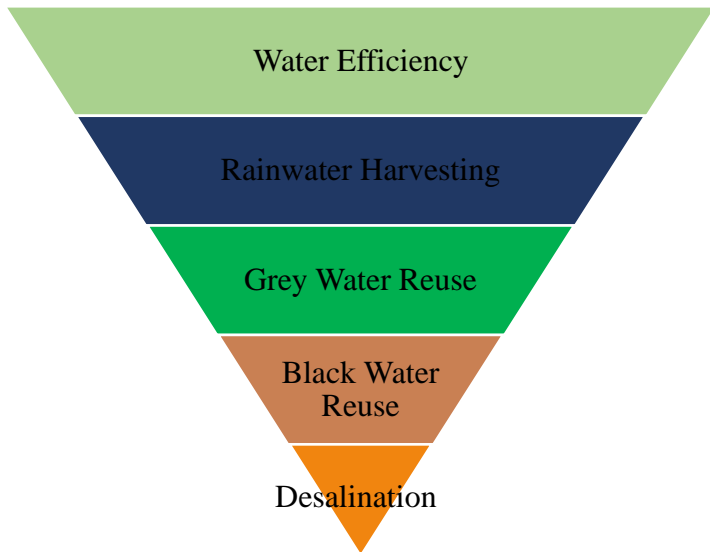 Water Efficiency
Rainwater Harvesting
Grey Water Reuse
Black Water
Reuse
Desalination